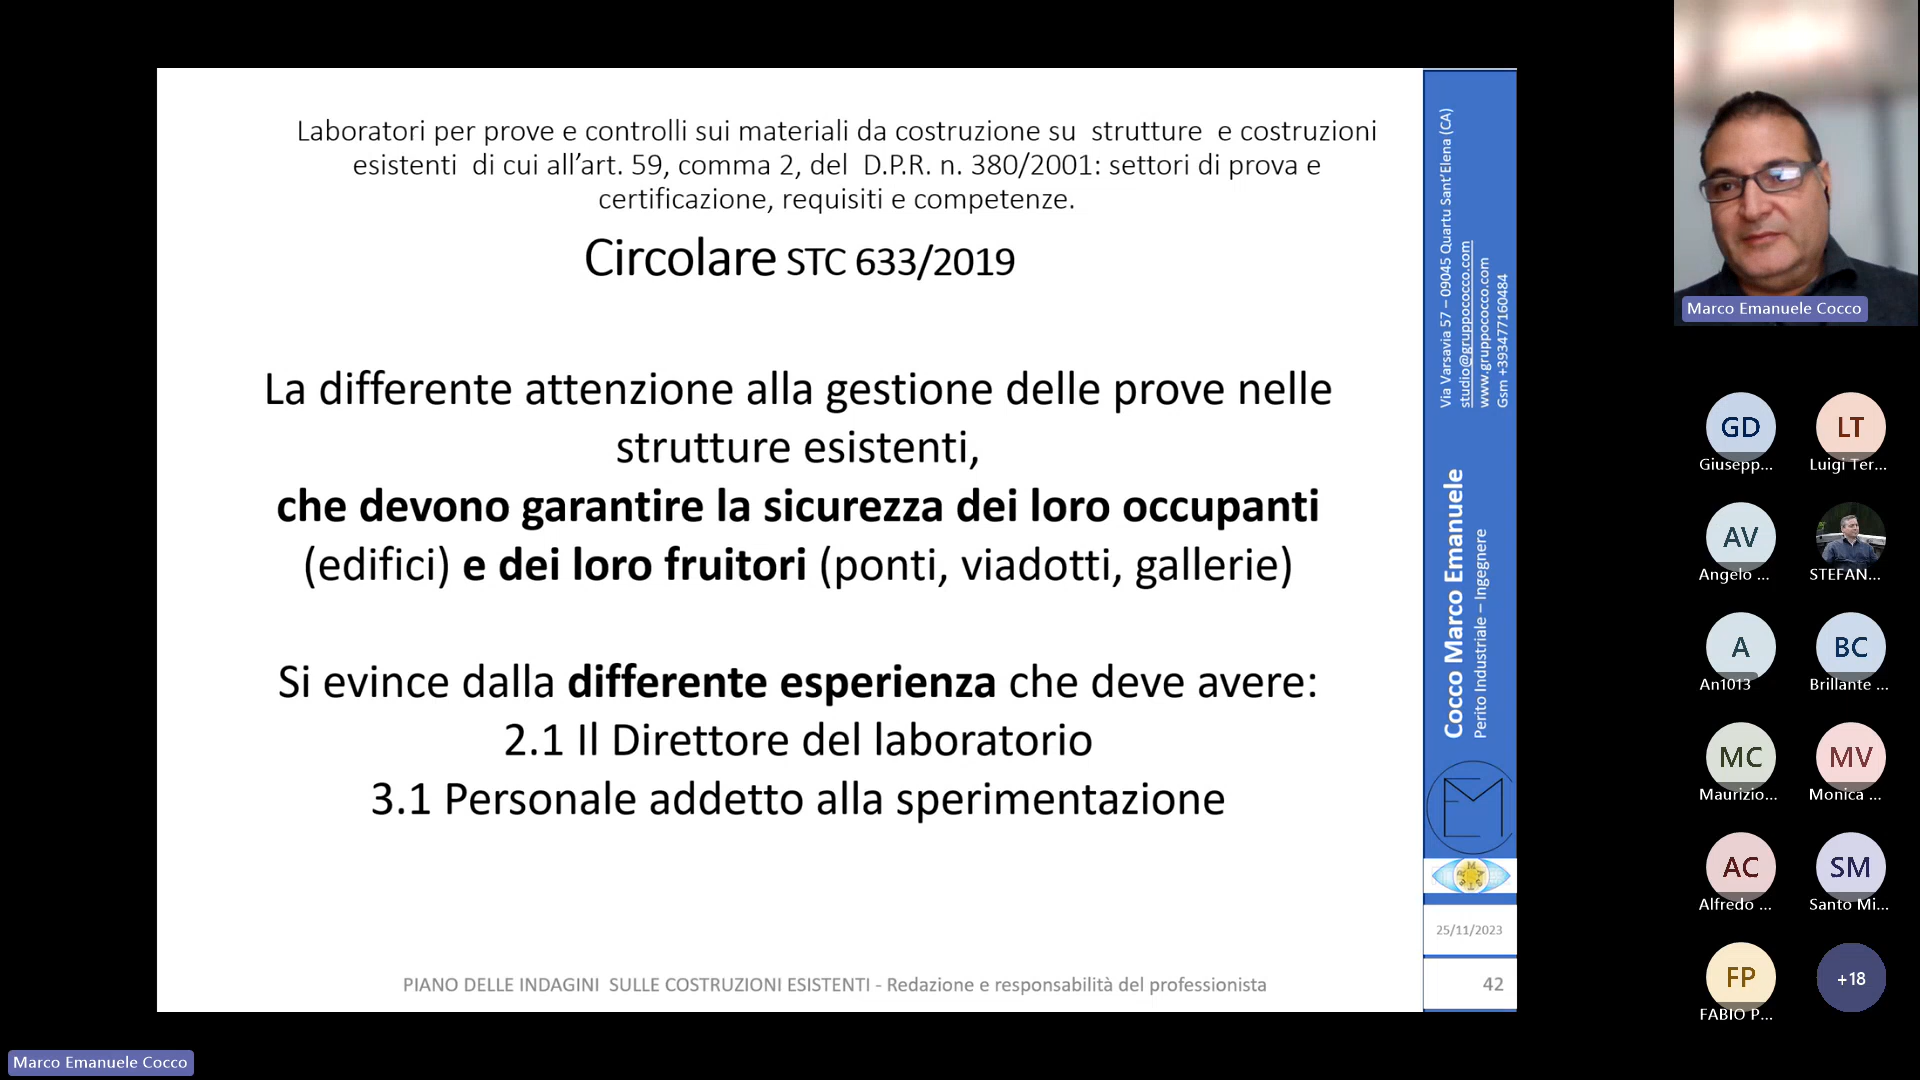 Laboratori per prove e controlli sui materiali da costruzione su strutture e costruzioni
esistenti di cui all’art. 59, comma 2, del D.P.R. n. 380/2001: settori di prova e
certificazione, requisiti e competenze.
Circolare STC 633/2019
La differente attenzione alla gestione delle prove nelle
strutture esistenti,
che devono garantire la sicurezza dei loro occupanti
(edifici) e dei loro fruitori (ponti, viadotti, gallerie)
Si evince dalla differente esperienza che deve avere:
2.1 Il Direttore del laboratorio
3.1 Personale addetto alla sperimentazione
PIANO DELLE INDAGINI SULLE COSTRUZIONI ESISTENTI - Redazione e responsabilità del professionista
Via Varsavia 57 – 09045 Quartu Sant’Elena (CA)
studio@gruppococco.com
www.gruppococco.com
Gsm +393477160484
Cocco Marco Emanuele
Perito Industriale – Ingegnere
25/11/2023
42
Marco Emanuele Cocco
GD
Giusepp...
LT
Luigi Ter...
AV
Angelo ...
STEFAN...
A
An1013
BC
Brillante ...
MC
Maurizio...
MV
Monica ...
AC
Alfredo ...
SM
Santo Mi...
FP
FABIO P...
+18
Marco Emanuele Cocco